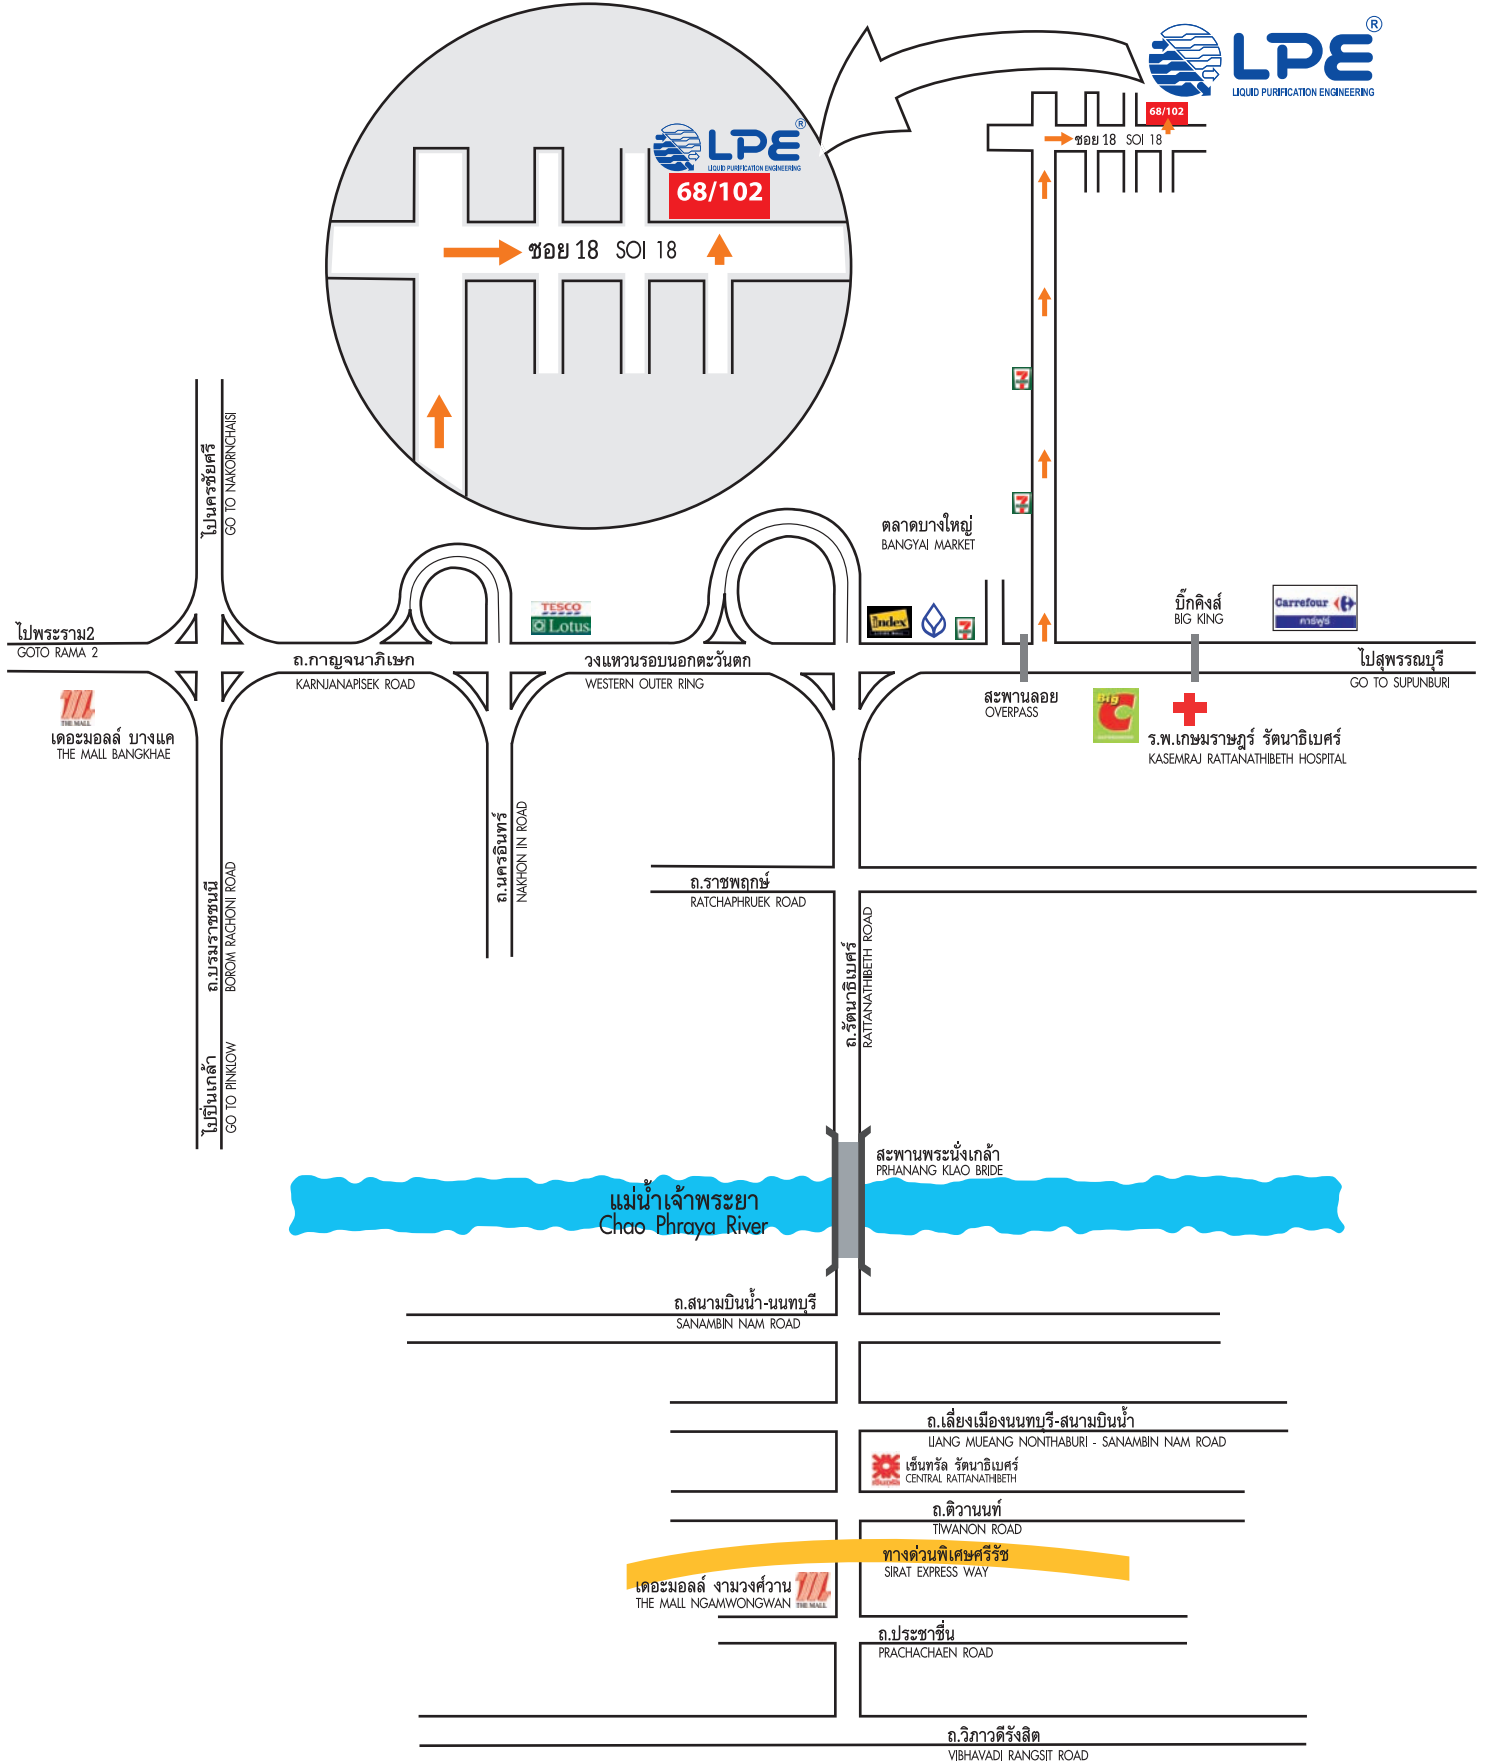 LPE®
LIQUID PURIFICATION ENGINEERING
68/102
ซอย 18 SOI 18
LPE®
LIQUID PURIFICATION ENGINEERING
68/102
ซอย 18 SOI 18
7
7
ไปนครชัยศรี
GO TO NAKORNCHAISI
ตลาดบางใหญ่
BANGYAI MARKET
TESCO
Lotus
index
7
บิ๊กคิงส์
BIG KING
Carrefour
คาร์ฟูร์
ไปพระราม2
GOTO RAMA 2
ถ.กาญจนาภิเษก
KARNJANAPISEK ROAD
วงแหวนรอบนอกตะวันตก
WESTERN OUTER RING
ไปสุพรรณบุรี
GO TO SUPUNBURI
THE MALL
เดอะมอลล์ บางแค
THE MALL BANGKHAE
สะพานลอย
OVERPASS
Big
C
ร.พ.เกษมราษฎร์ รัตนาธิเบศร์
KASEMRAJ RATTANATHIBETH HOSPITAL
ถ.นครอินทร์
NAKHON IN ROAD
ถ.บรมราชชนนี
BOROM RACHONI ROAD
ถ.ราชพฤกษ์
RATCHAPHRUEK ROAD
ถ.รัตนาธิเบศร์
RATTANATHIBETH ROAD
ไปปิ่นเกล้า
GO TO PINKLOW
สะพานพระนั่งเกล้า
PRHANANG KLAO BRIDE
แม่น้ำเจ้าพระยา
Chao Phraya River
ถ.สนามบินน้ำ-นนทบุรี
SANAMBIN NAM ROAD
ถ.เลี่ยงเมืองนนทบุรี-สนามบินน้ำ
LIANG MUEANG NONTHABURI - SANAMBIN NAM ROAD
เซ็นทรัล รัตนาธิเบศร์
CENTRAL RATTANATHIBETH
ถ.ติวานนท์
TIWANON ROAD
ทางด่วนพิเศษศรีรัช
SIRAT EXPRESS WAY
เดอะมอลล์ งามวงศ์วาน
THE MALL NGAMWONGWAN
THE MALL
ถ.ประชาชื่น
PRACHACHAEN ROAD
ถ.วิภาวดีรังสิต
VIBHAVADI RANGSIT ROAD